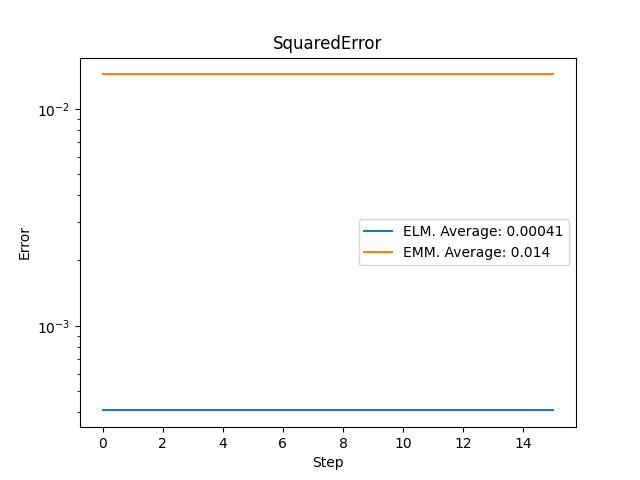 SquaredError
10⁻²
10⁻³
Error
ELM. Average: 0.00041
EMM. Average: 0.014
0 2 4 6 8 10 12 14
Step